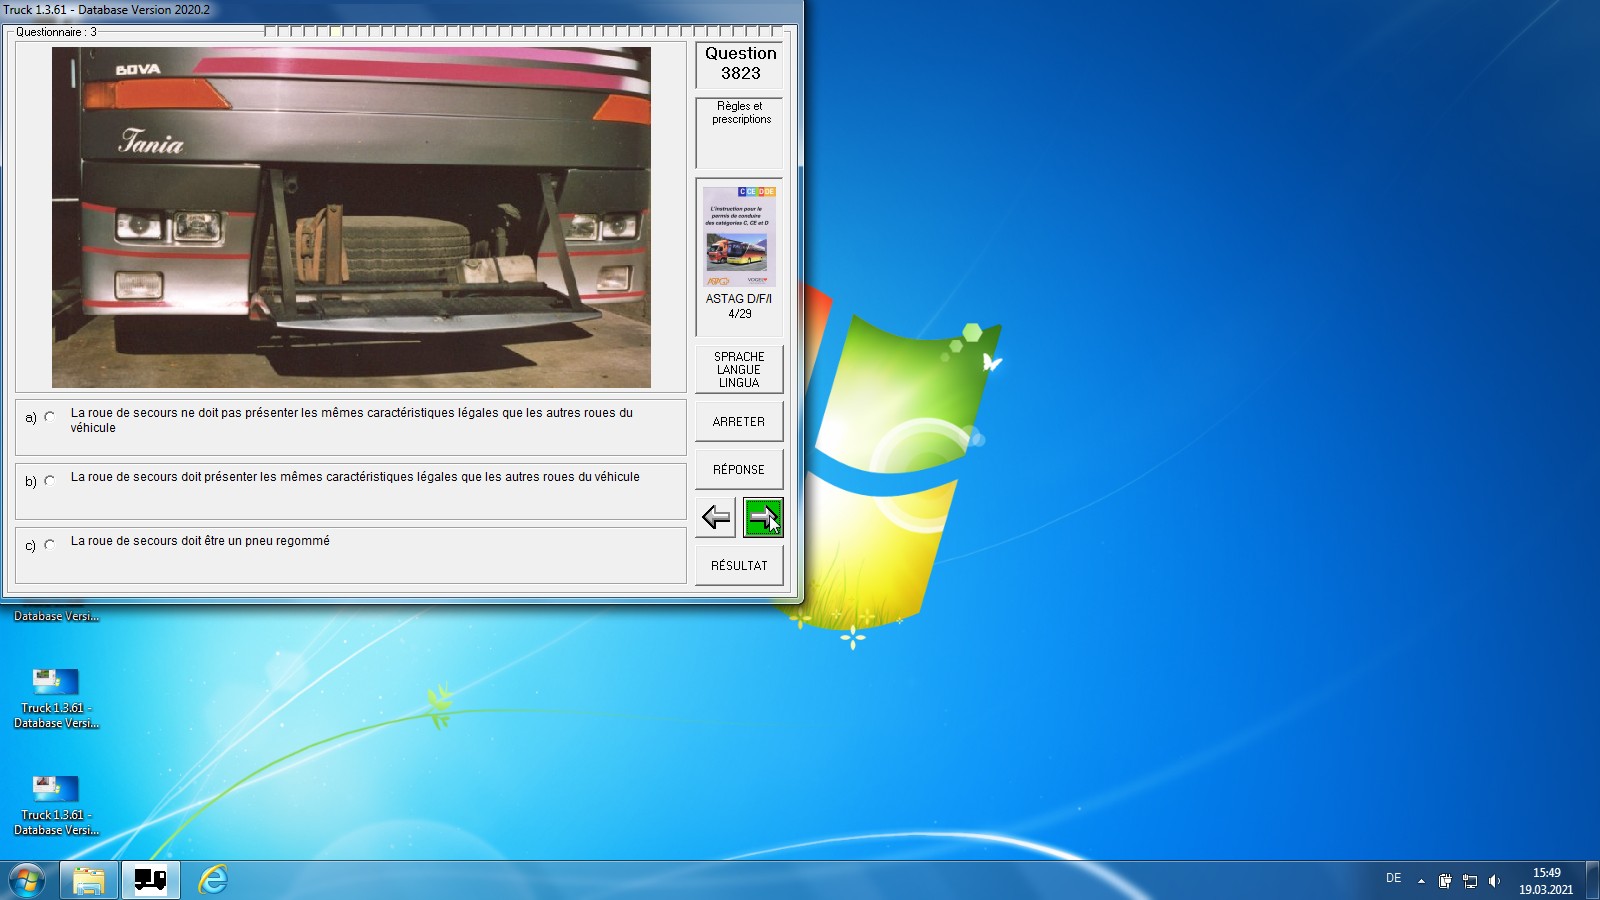 Truck 1.3.61 - Database Version 2020.2
Questionnaire : 3
BOVA
Tania
Question
3823
Règles et
prescriptions
C CE D DE
L'instruction pour le
permis de conduire
des catégories C, CE et D
ASTAG D/F/I
4/29
SPRACHE
LANGUE
LINGUA
ARRETER
RÉPONSE
RÉSULTAT
a) La roue de secours ne doit pas présenter les mêmes caractéristiques légales que les autres roues du
véhicule
b) La roue de secours doit présenter les mêmes caractéristiques légales que les autres roues du véhicule
c) La roue de secours doit être un pneu regommé
Database Versi...
Truck 1.3.61 -
Database Versi...
Truck 1.3.61 -
Database Versi...
DE
15:49
19.03.2021